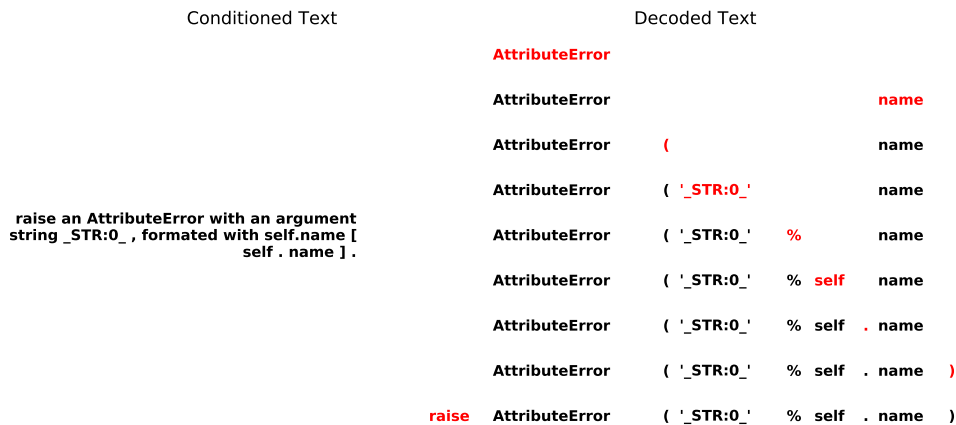 Conditioned Text Decoded Text
AttributeError
AttributeError name
AttributeError ( name
AttributeError ( '_STR:0_' name
raise an AttributeError with an argument
string _STR:0_ , formated with self.name [
self . name ] .
AttributeError ( '_STR:0_' % name
AttributeError ( '_STR:0_' % self name
AttributeError ( '_STR:0_' % self . name
AttributeError ( '_STR:0_' % self . name )
raise AttributeError ( '_STR:0_' % self . name )